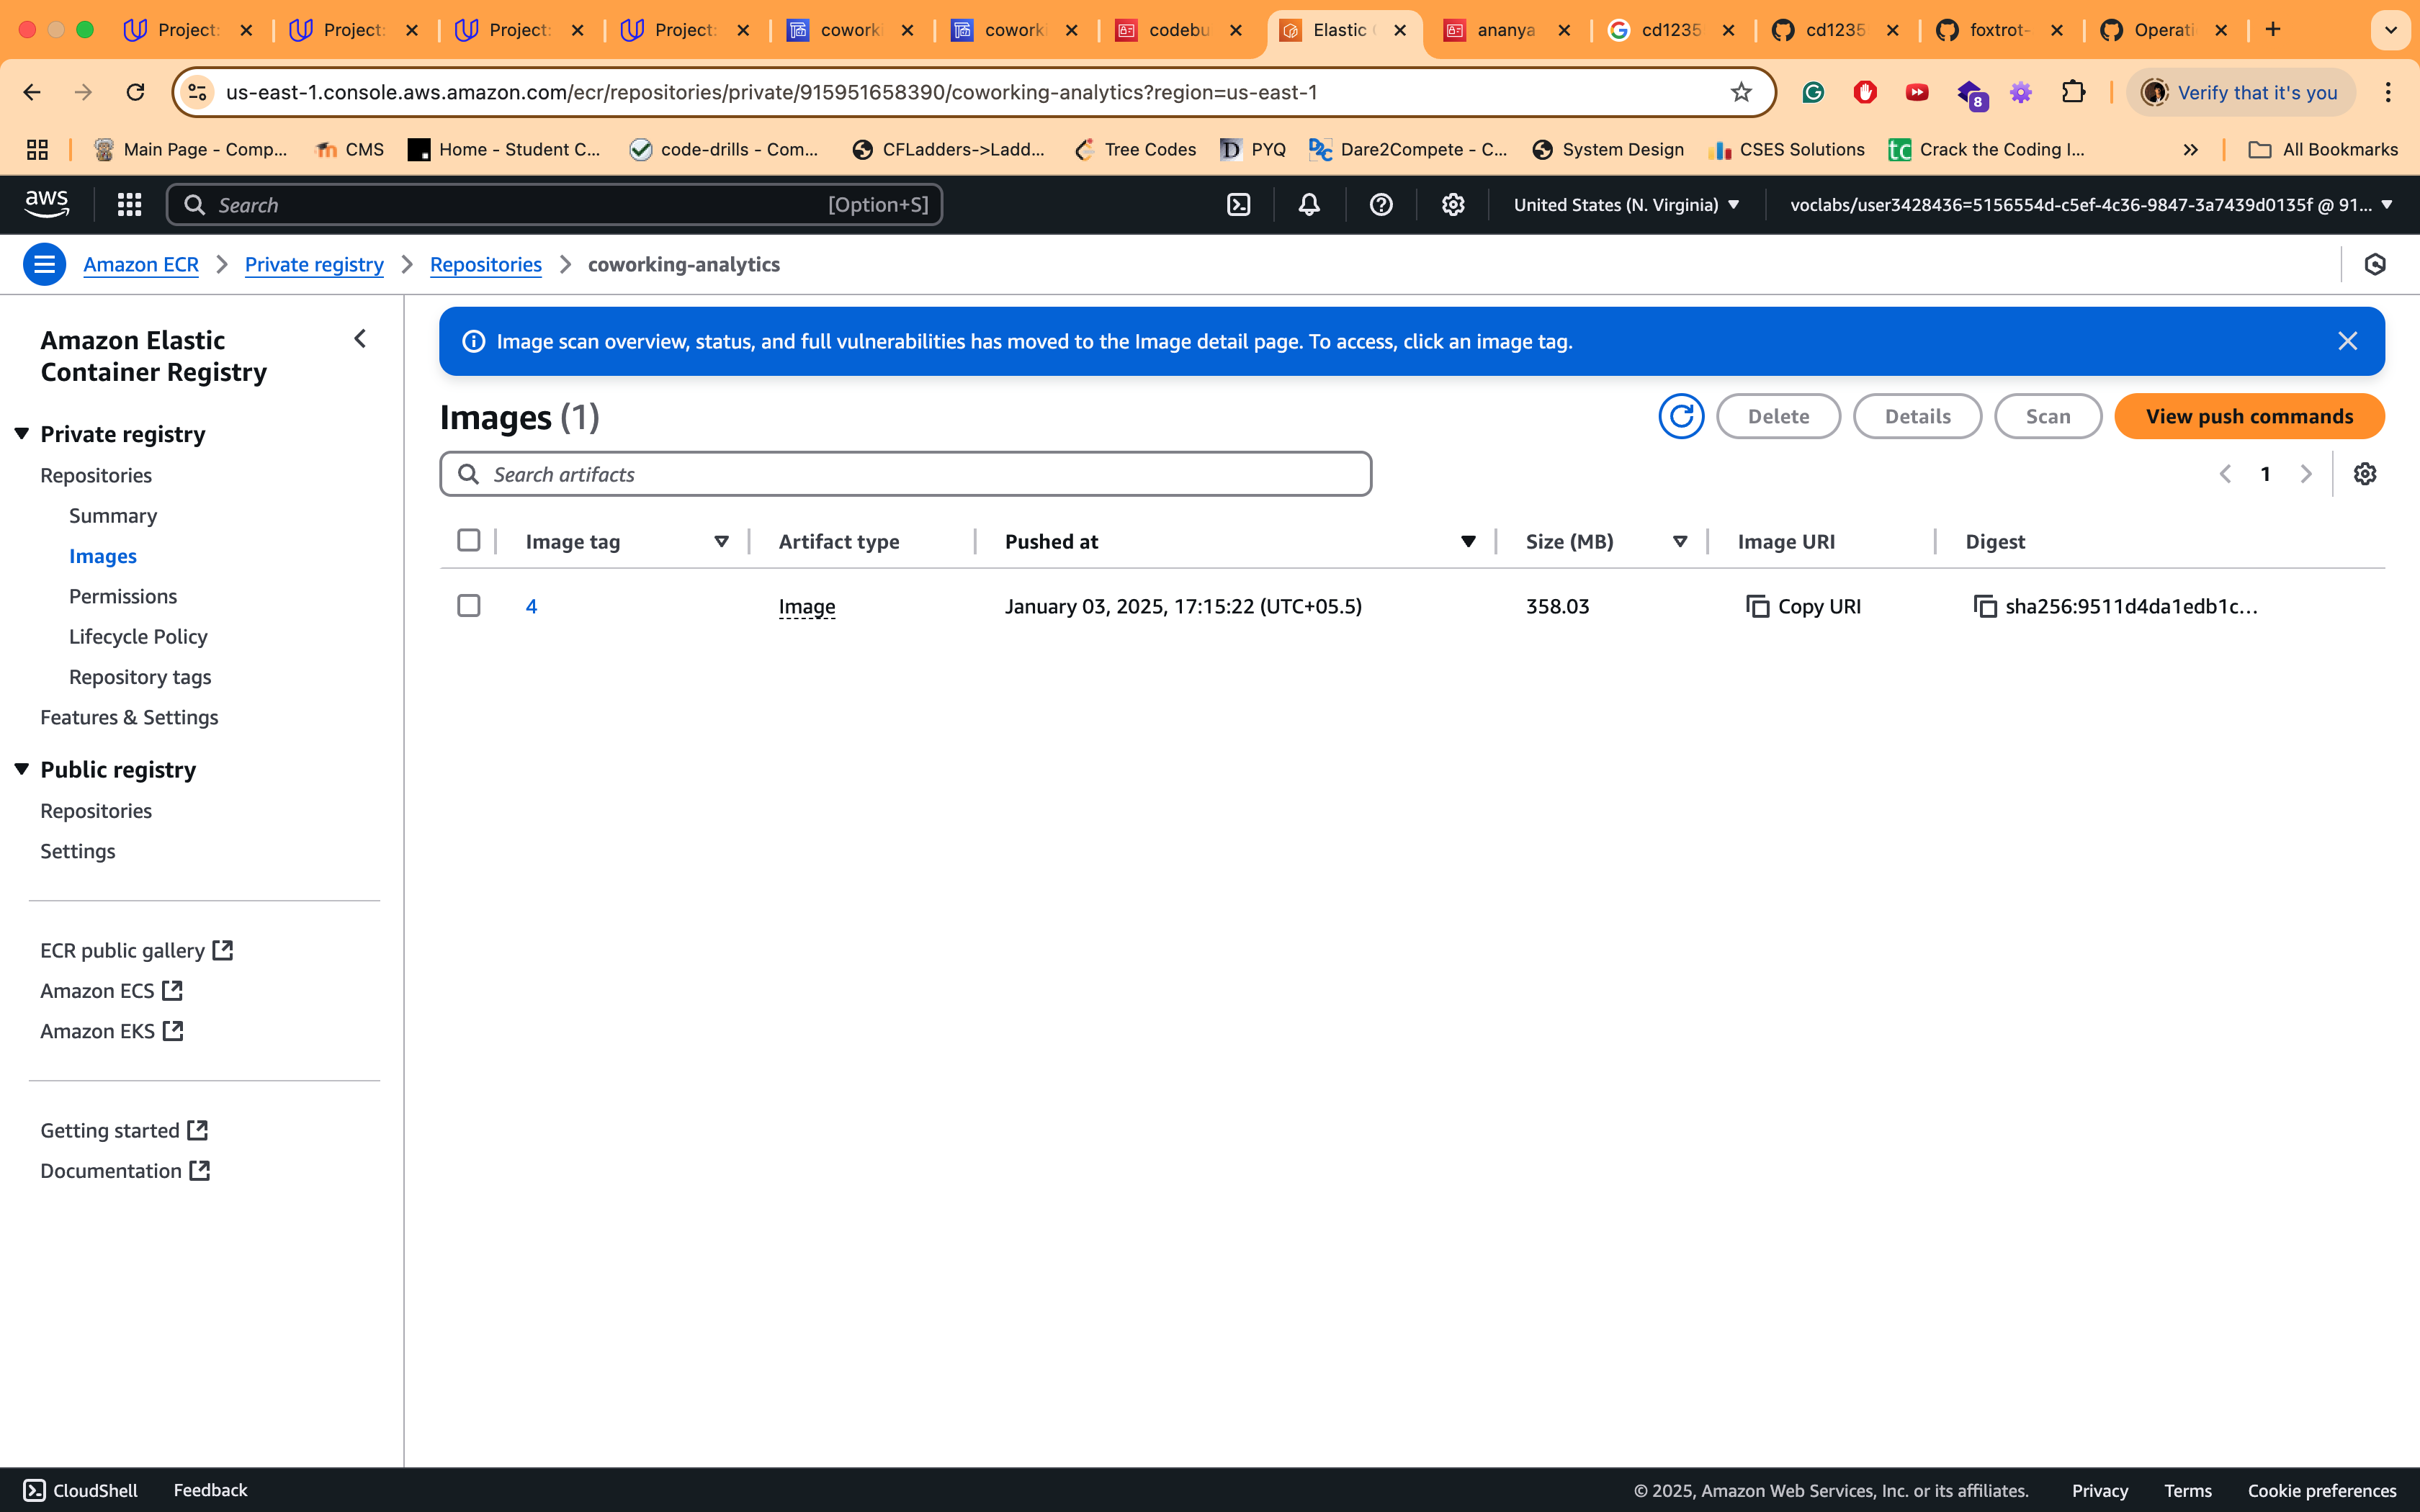 Project: Project: Project: Project: cowork cowork codebu Elastic ananya cd1235 cd1235 foxtrot- Operati
us-east-1.console.aws.amazon.com/ecr/repositories/private/915951658390/coworking-analytics?region=us-east-1
8
Verify that it's you
Main Page - Comp... CMS Home - Student C... code-drills - Com... CFLadders->Ladd... Tree Codes PYQ Dare2Compete - C... System Design CSES Solutions Crack the Coding I... All Bookmarks
aws Search [Option+S] United States (N. Virginia) voclabs/user3428436=5156554d-c5ef-4c36-9847-3a7439d0135f @ 91...
Amazon ECR Private registry Repositories coworking-analytics
Amazon Elastic
Container Registry
Private registry
Repositories
Summary
Images
Permissions
Lifecycle Policy
Repository tags
Features & Settings
Public registry
Repositories
Settings
ECR public gallery
Amazon ECS
Amazon EKS
Getting started
Documentation
Image scan overview, status, and full vulnerabilities has moved to the Image detail page. To access, click an image tag.
Images (1) Delete Details Scan View push commands
Search artifacts 1
Image tag Artifact type Pushed at Size (MB) Image URI Digest
4 Image January 03, 2025, 17:15:22 (UTC+05.5) 358.03 Copy URI sha256:9511d4da1edb1c...
CloudShell Feedback © 2025, Amazon Web Services, Inc. or its affiliates. Privacy Terms Cookie preferences